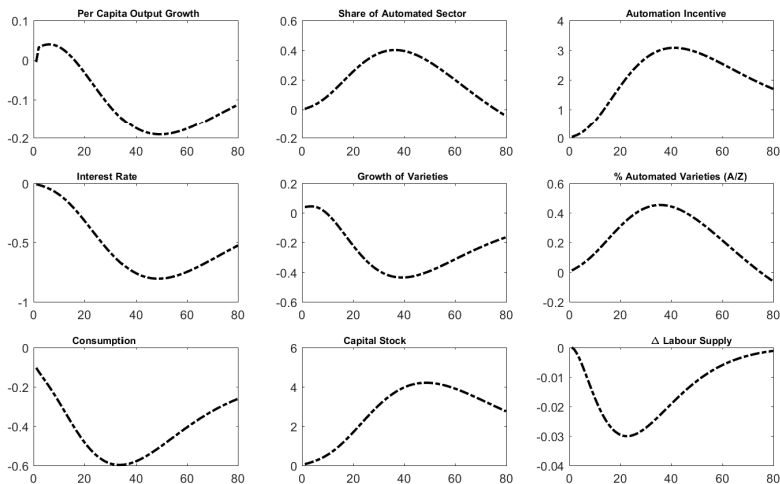 Per Capita Output Growth
0.1
0
-0.1
-0.2
0 20 40 60 80
Share of Automated Sector
0.6
0.4
0.2
0
-0.2
0 20 40 60 80
Automation Incentive
4
3
2
1
0
0 20 40 60 80
Interest Rate
0
-0.5
-1
0 20 40 60 80
Growth of Varieties
0.2
0
-0.2
-0.4
-0.6
0 20 40 60 80
% Automated Varieties (A/Z)
0.6
0.4
0.2
0
-0.2
0 20 40 60 80
Consumption
0
-0.2
-0.4
-0.6
0 20 40 60 80
Capital Stock
6
4
2
0
0 20 40 60 80
Δ Labour Supply
0
-0.01
-0.02
-0.03
-0.04
0 20 40 60 80